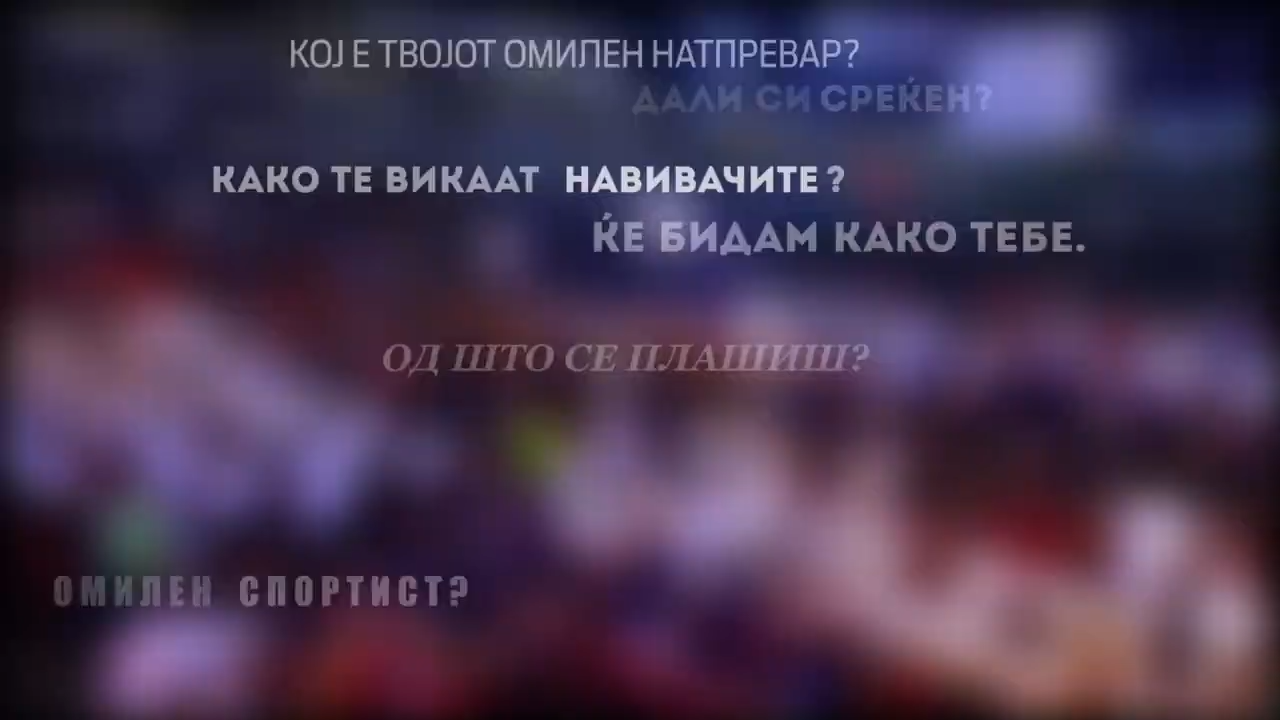 КОЈ Е ТВОЈОТ ОМИЛЕН НАТПРЕВАР?
ДАЛИ СИ СРЕЌЕН?
КАКО ТЕ ВИКААТ НАВИВАЧИТЕ?
ЌЕ БИДАМ КАКО ТЕБЕ.
ОД ШТО СЕ ПЛАШИШ?
ОМИЛЕН СПОРТИСТ?